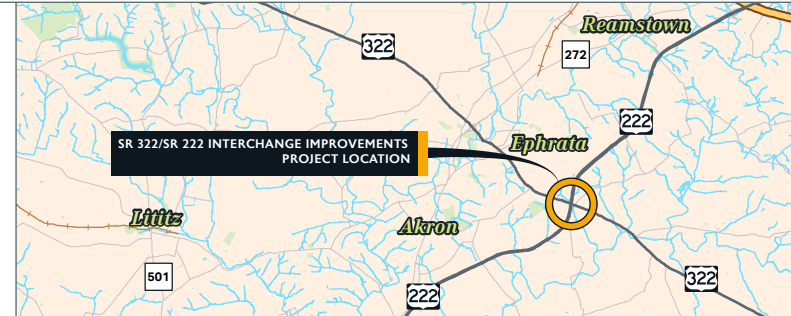 Reamstown
322
272
222
SR 322/SR 222 INTERCHANGE IMPROVEMENTS
PROJECT LOCATION
Ephrata
Lititz
Akron
501
322
222